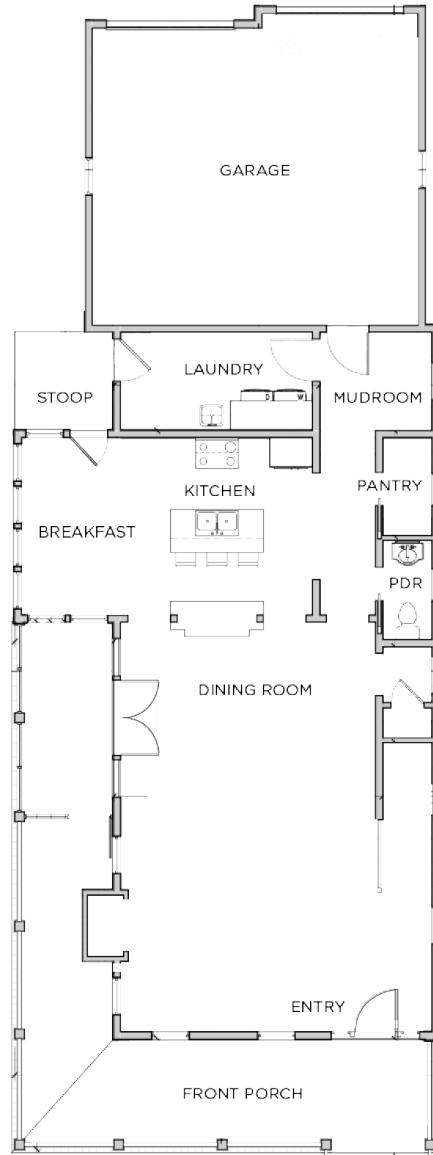 GARAGE
LAUNDRY
D W
STOOP
MUDROOM
KITCHEN
PANTRY
BREAKFAST
PDR
DINING ROOM
ENTRY
FRONT PORCH